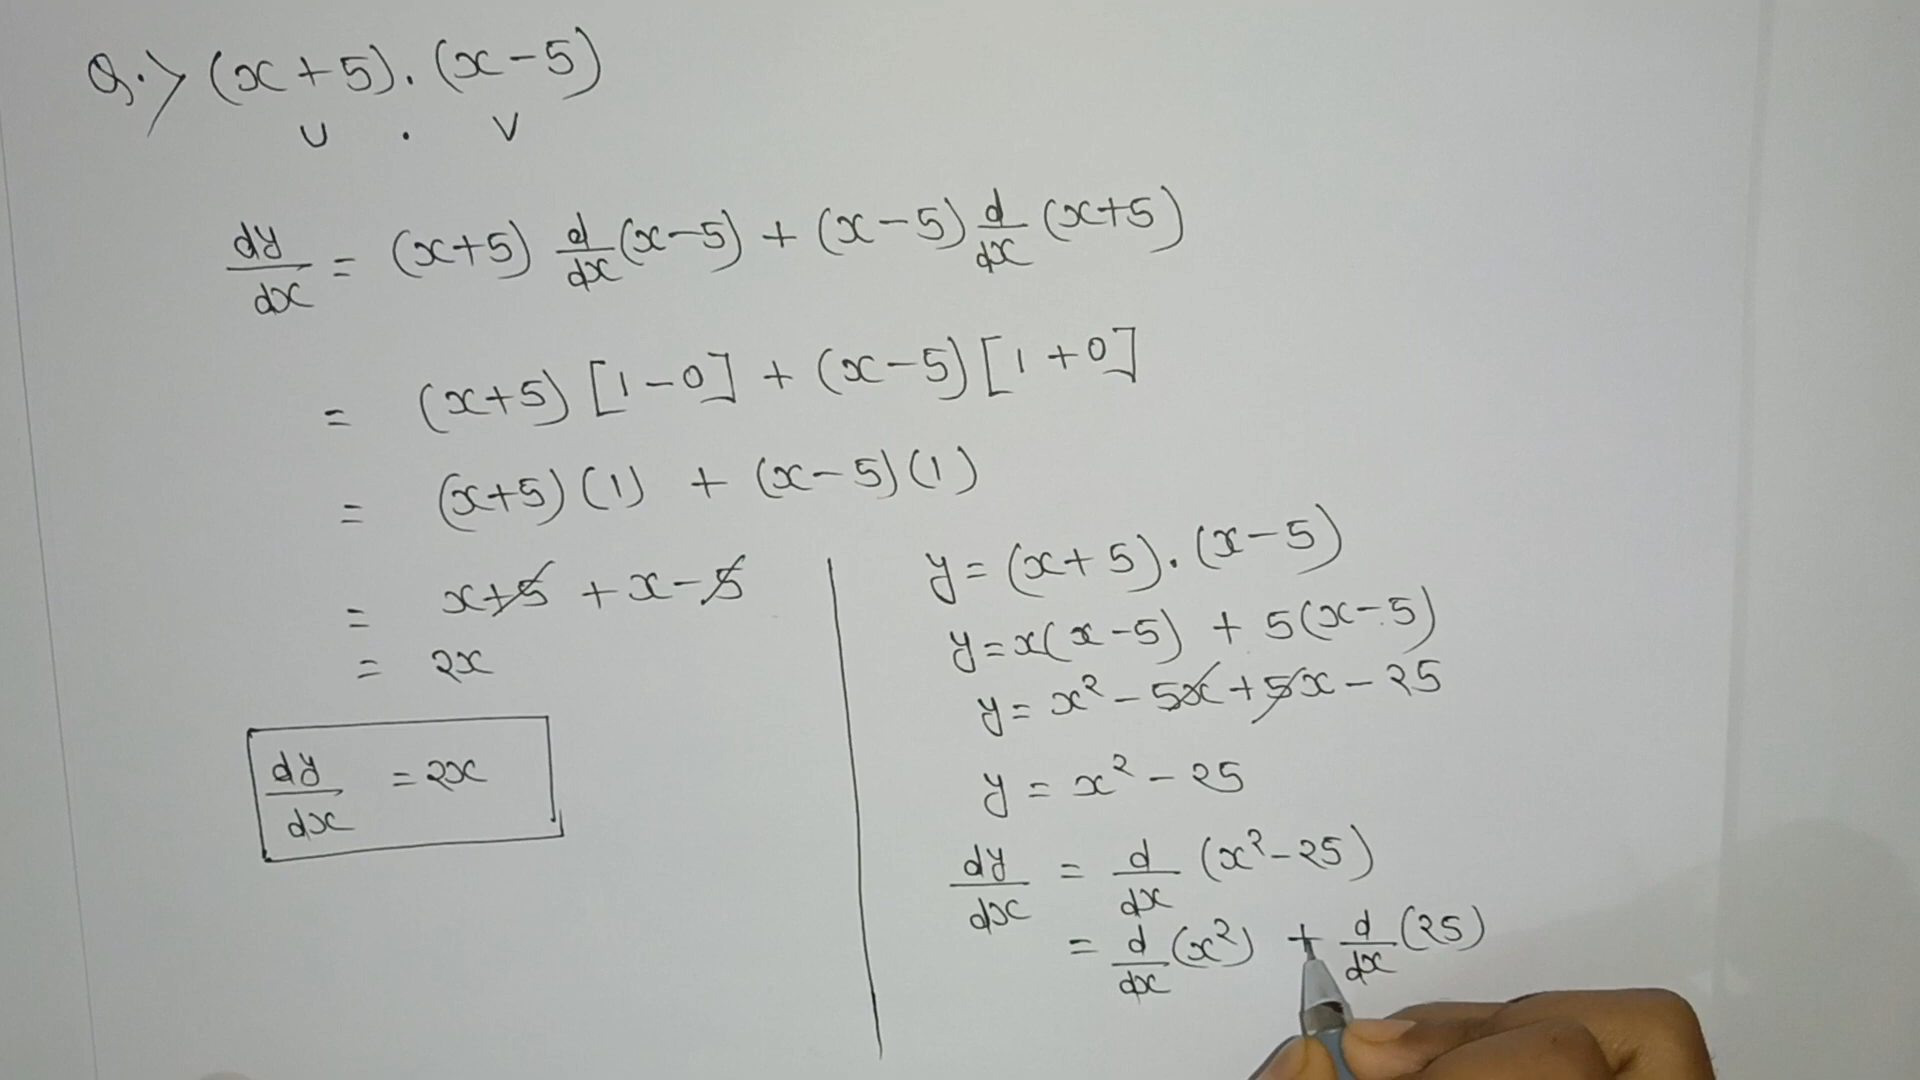 Q.> (x+5).(x-5)
U . V
dy/dx = (x+5) d/dx (x-5) + (x-5) d/dx (x+5)
= (x+5) [1-0] + (x-5) [1+0]
= (x+5)(1) + (x-5)(1)
= x+5 + x-5
= 2x
dy/dx = 2x
y = (x+5).(x-5)
y = x(x-5) + 5(x-5)
y = x² - 5x + 5x - 25
y = x² - 25
dy/dx = d/dx (x²-25)
= d/dx (x²) + d/dx (25)